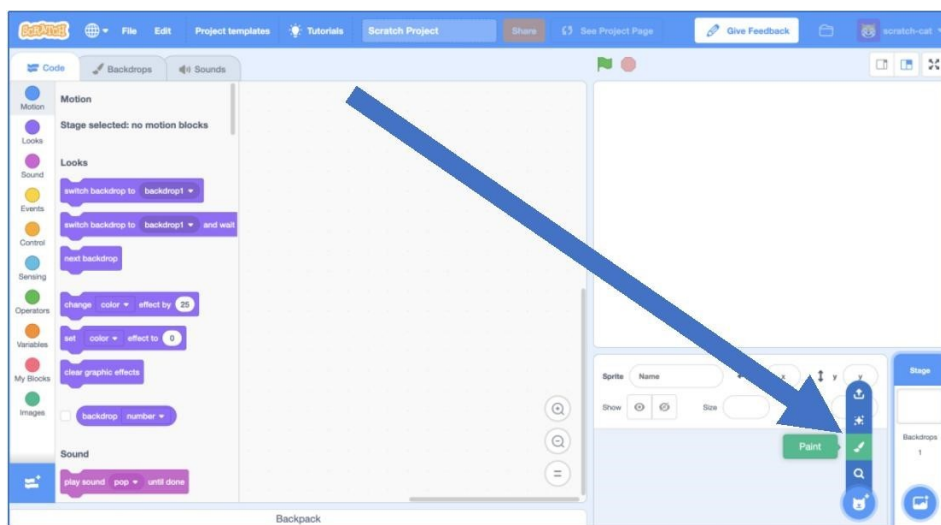 SCRATCH File Edit Project templates Tutorials Scratch Project Share See Project Page Give Feedback scratch-cat
Code Backdrops Sounds
Motion
Looks
Sound
Events
Control
Sensing
Operators
Variables
My Blocks
Images
Motion
Stage selected: no motion blocks
Looks
switch backdrop to backdrop1
switch backdrop to backdrop1 and wait
next backdrop
change color effect by 25
set color effect to 0
clear graphic effects
backdrop number
Sound
play sound pop until done
Backpack
Sprite Name x y y
Show Size
Paint
Stage
Backdrops
1